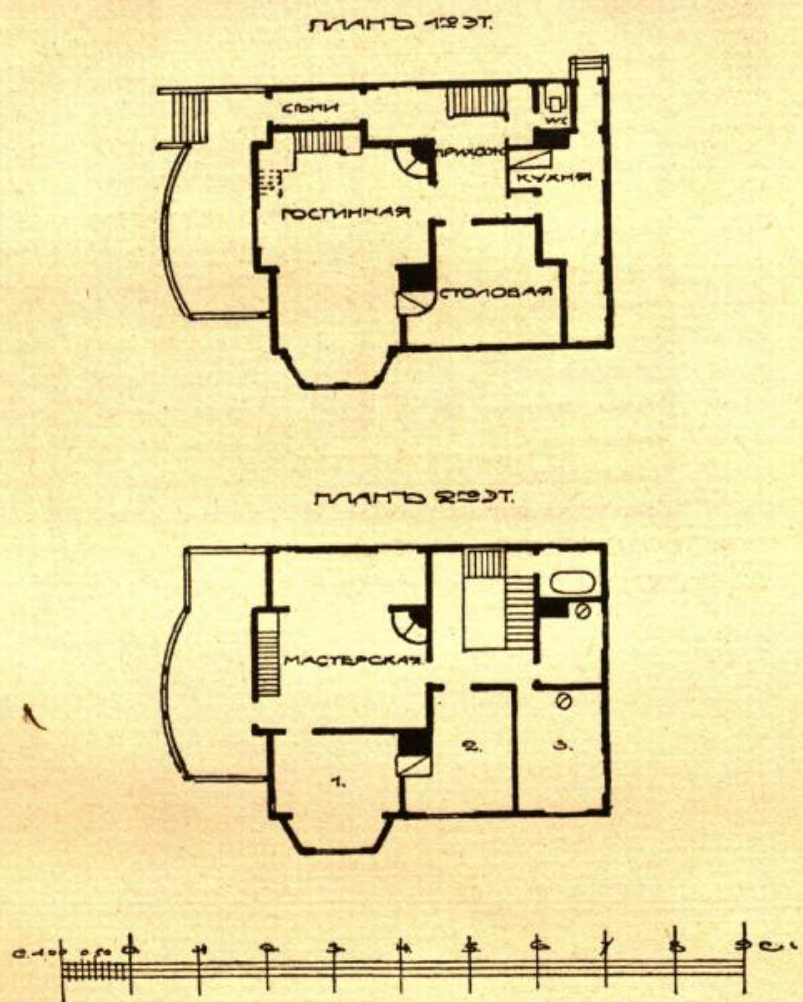 ПЛАНЪ 1го ЭТ.
СѢНИ
WC
ПРИХОЖ
КУХНЯ
ГОСТИННАЯ
СТОЛОВАЯ
ПЛАНЪ 2го ЭТ.
МАСТЕРСКАЯ
1.
2.
3.
0 1 2 3 4. 5. 6 7 8 9